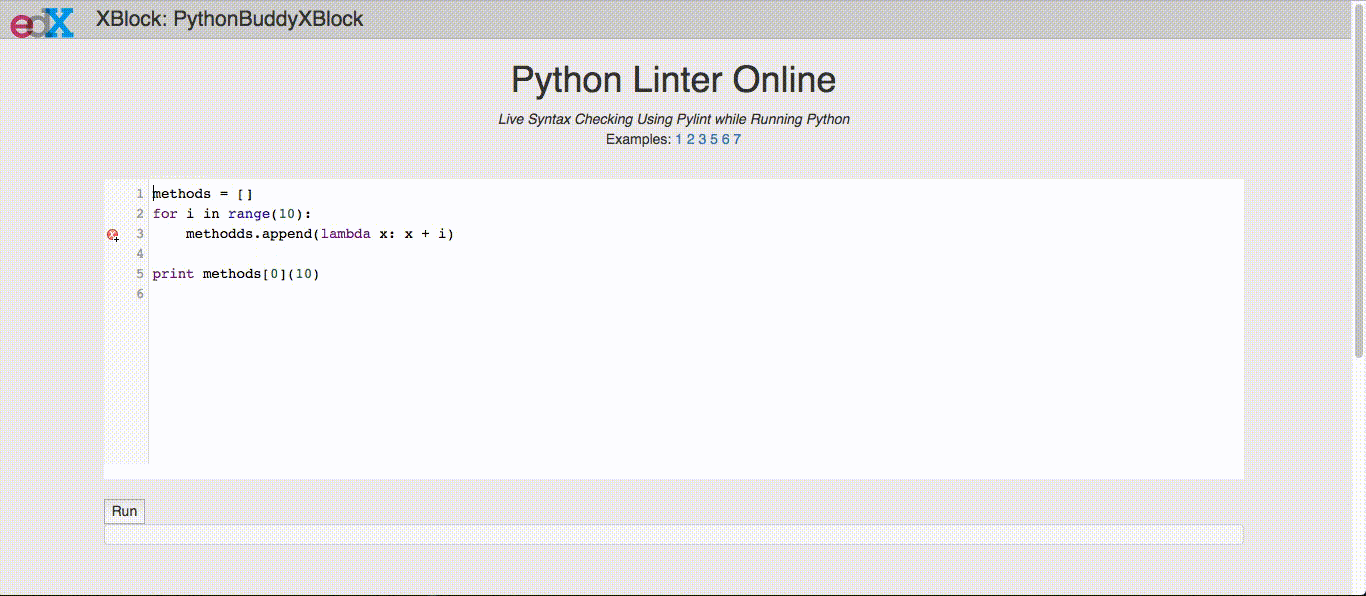 edX XBlock: PythonBuddyXBlock
Python Linter Online
Live Syntax Checking Using Pylint while Running Python
Examples: 1 2 3 5 6 7
1 methods = []
2 for i in range(10):
3     methodds.append(lambda x: x + i)
4
5 print methods[0](10)
6
Run